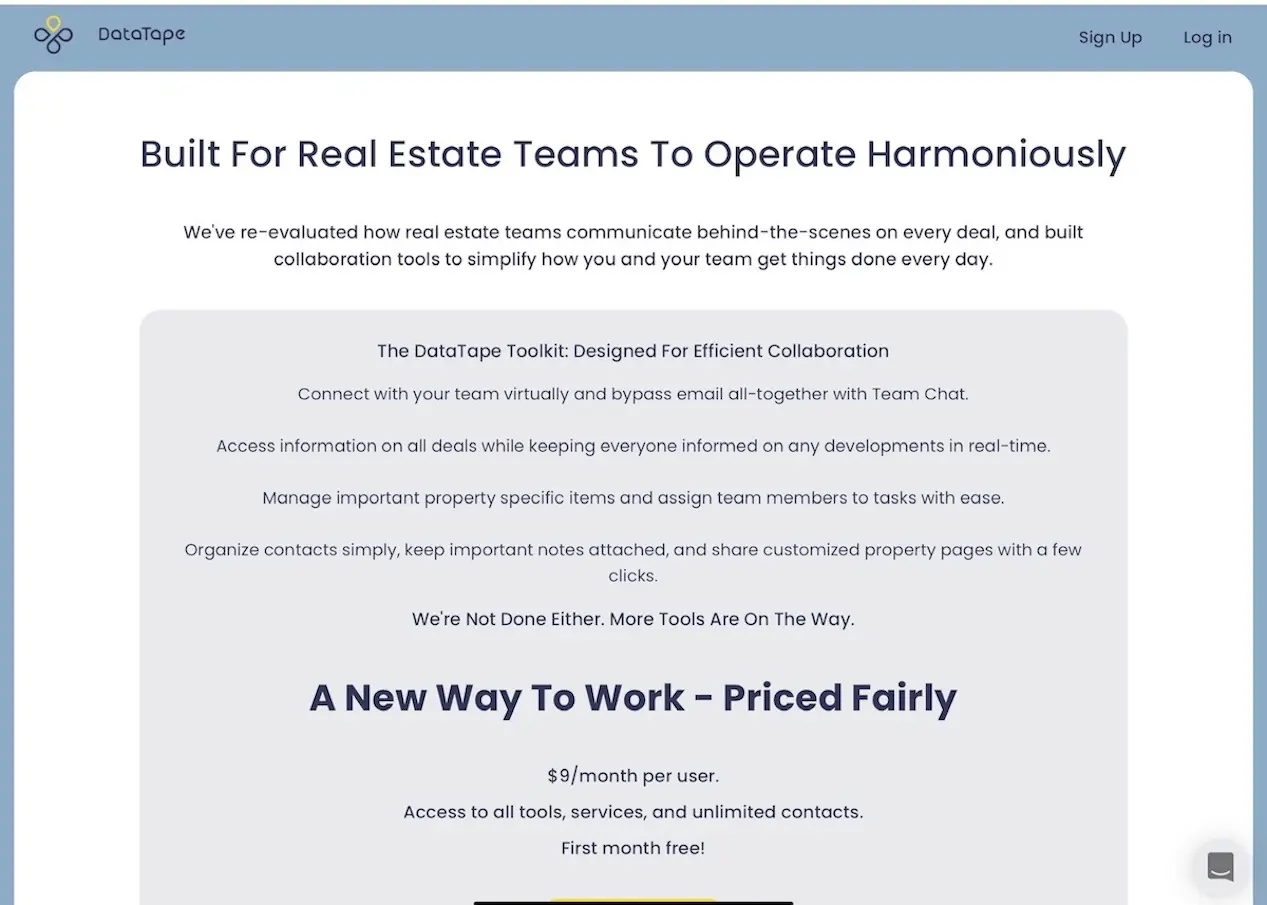 DataTape
Sign Up
Log in
Built For Real Estate Teams To Operate Harmoniously
We've re-evaluated how real estate teams communicate behind-the-scenes on every deal, and built
collaboration tools to simplify how you and your team get things done every day.
The DataTape Toolkit: Designed For Efficient Collaboration
Connect with your team virtually and bypass email all-together with Team Chat.
Access information on all deals while keeping everyone informed on any developments in real-time.
Manage important property specific items and assign team members to tasks with ease.
Organize contacts simply, keep important notes attached, and share customized property pages with a few
clicks.
We're Not Done Either. More Tools Are On The Way.
A New Way To Work - Priced Fairly
$9/month per user.
Access to all tools, services, and unlimited contacts.
First month free!